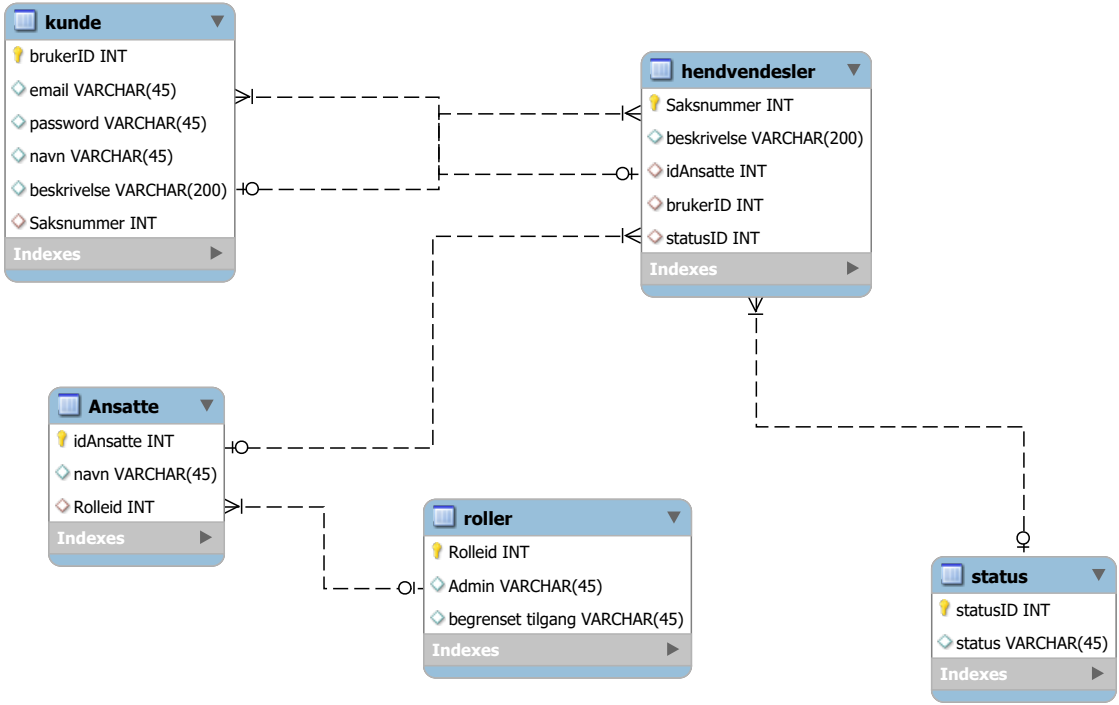 kunde
brukerID INT
email VARCHAR(45)
password VARCHAR(45)
navn VARCHAR(45)
beskrivelse VARCHAR(200)
Saksnummer INT
Indexes
hendvendesler
Saksnummer INT
beskrivelse VARCHAR(200)
idAnsatte INT
brukerID INT
statusID INT
Indexes
Ansatte
idAnsatte INT
navn VARCHAR(45)
Rolleid INT
Indexes
roller
Rolleid INT
Admin VARCHAR(45)
begrenset tilgang VARCHAR(45)
Indexes
status
statusID INT
status VARCHAR(45)
Indexes